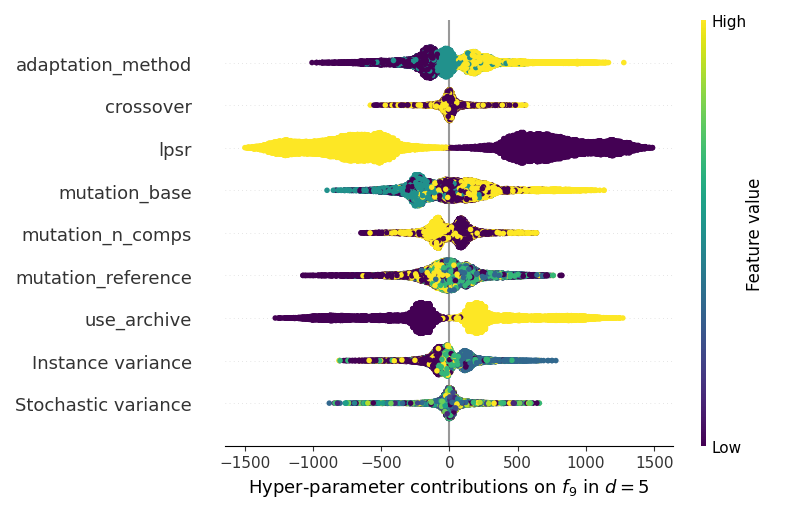 High
adaptation_method
crossover
lpsr
mutation_base
mutation_n_comps
mutation_reference
use_archive
Instance variance
Stochastic variance
Feature value
Low
−1500 −1000 −500 0 500 1000 1500
Hyper-parameter contributions on f₉ in d = 5